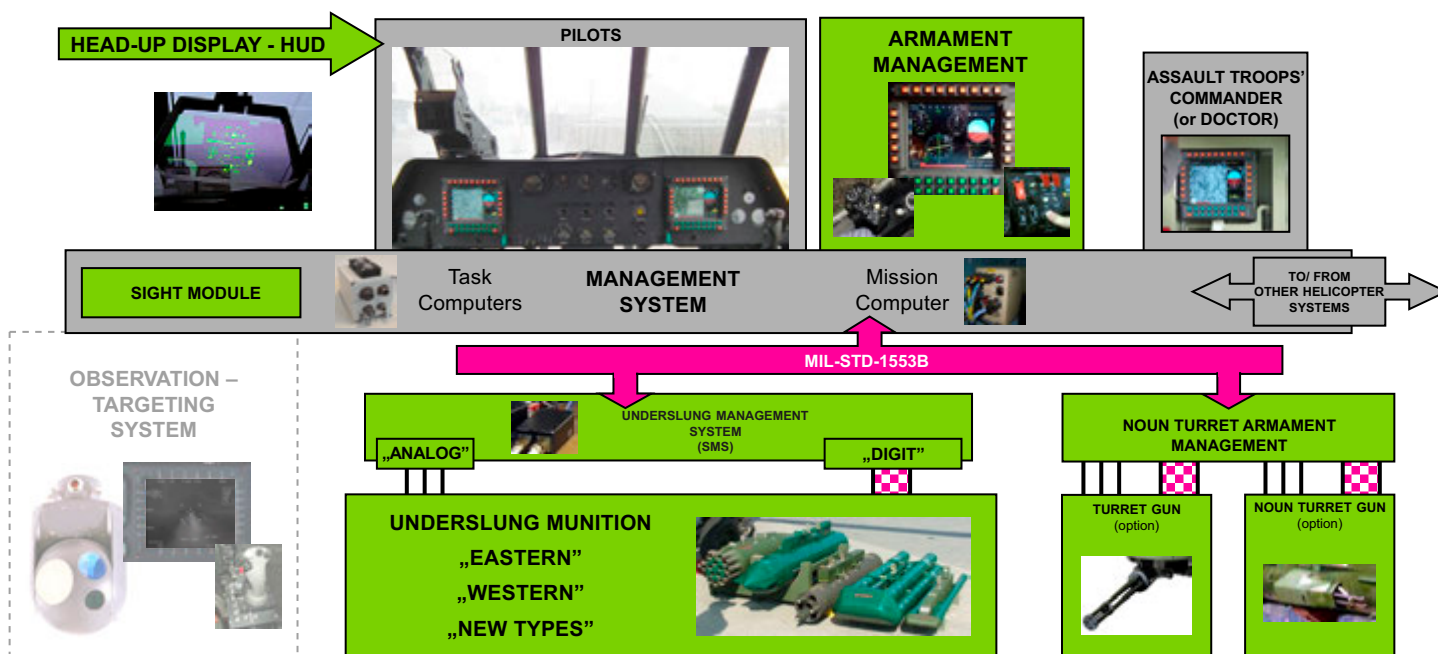 HEAD-UP DISPLAY - HUD
PILOTS
ARMAMENT
MANAGEMENT
ASSAULT TROOPS’
COMMANDER
(or DOCTOR)
SIGHT MODULE
Task
Computers
MANAGEMENT
SYSTEM
Mission
Computer
TO/ FROM
OTHER HELICOPTER
SYSTEMS
MIL-STD-1553B
OBSERVATION –
TARGETING
SYSTEM
UNDERSLUNG MANAGEMENT
SYSTEM
(SMS)
„ANALOG”
„DIGIT”
NOUN TURRET ARMAMENT
MANAGEMENT
UNDERSLUNG MUNITION
„EASTERN”
„WESTERN”
„NEW TYPES”
TURRET GUN
(option)
NOUN TURRET GUN
(option)